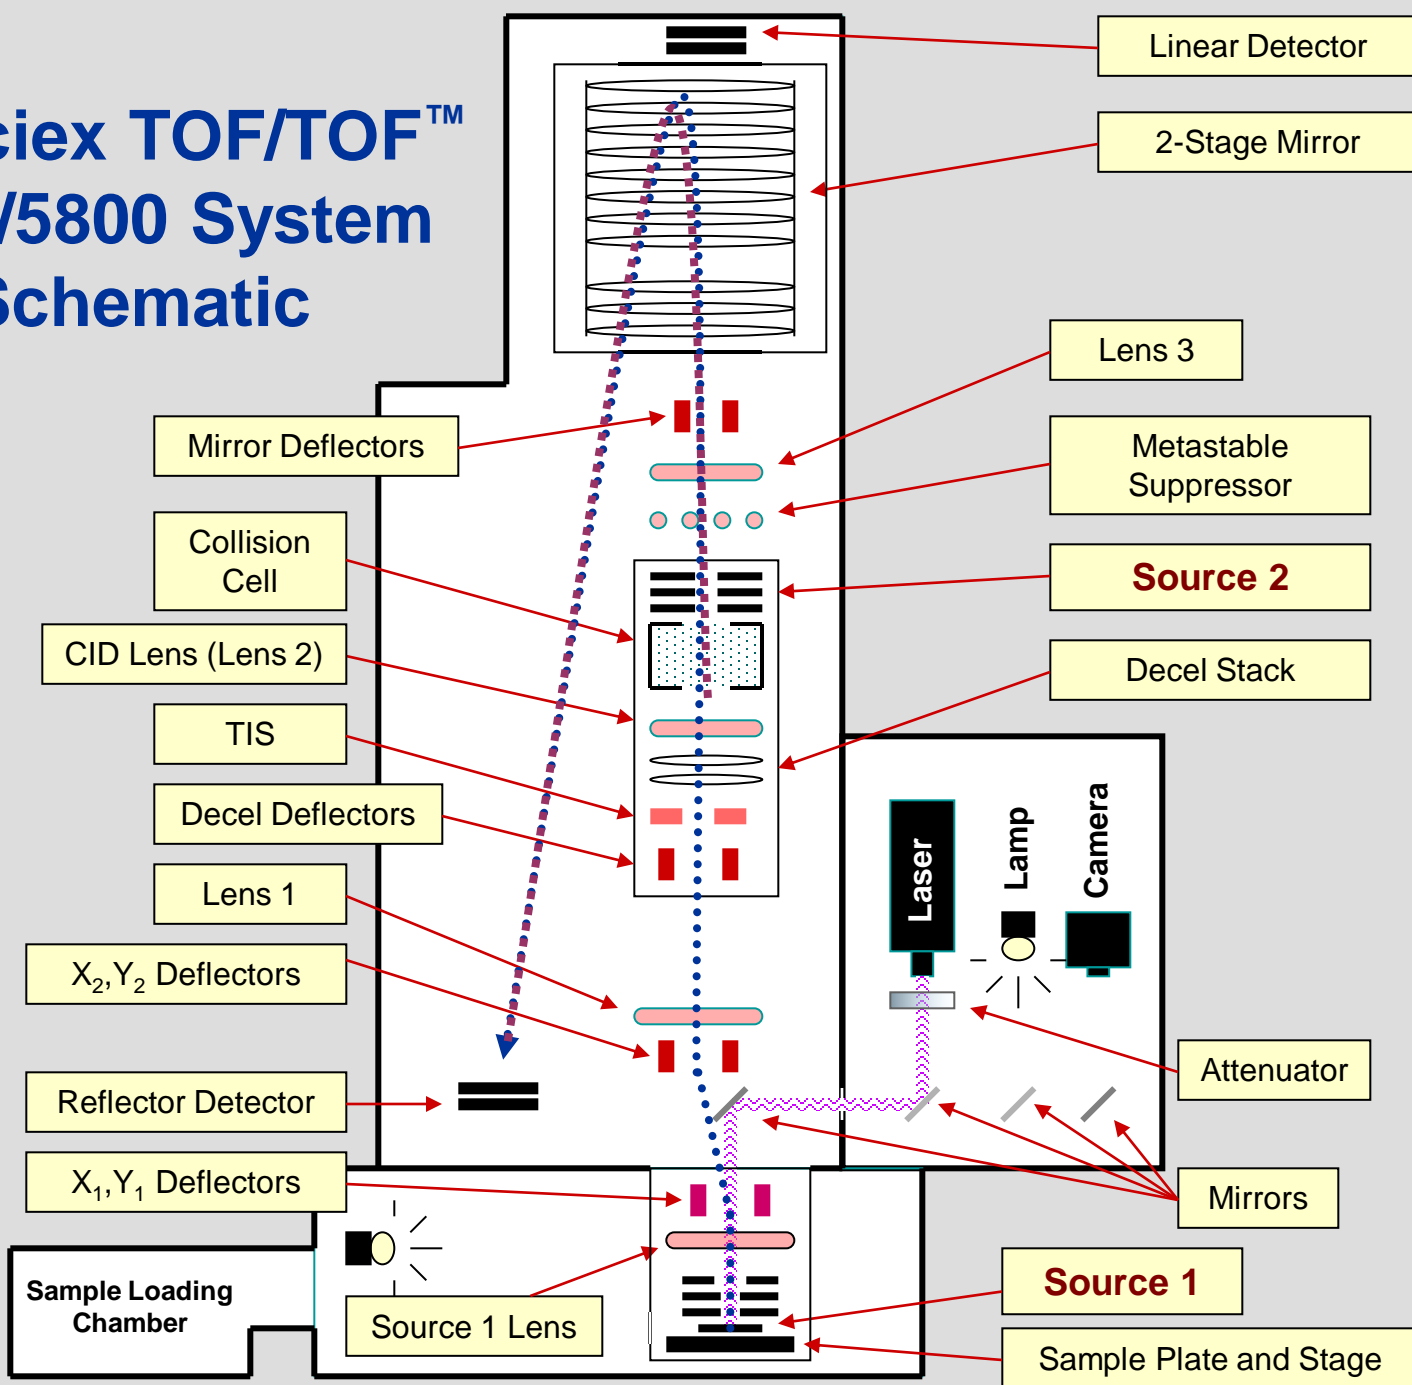 TOF/TOF™
/5800 System
Schematic
Linear Detector
2-Stage Mirror
Lens 3
Mirror Deflectors
Metastable
Suppressor
Collision
Cell
Source 2
CID Lens (Lens 2)
Decel Stack
TIS
Decel Deflectors
Laser
Lamp
Camera
Lens 1
X₂,Y₂ Deflectors
Attenuator
Reflector Detector
X₁,Y₁ Deflectors
Mirrors
Sample Loading
Chamber
Source 1
Source 1 Lens
Sample Plate and Stage